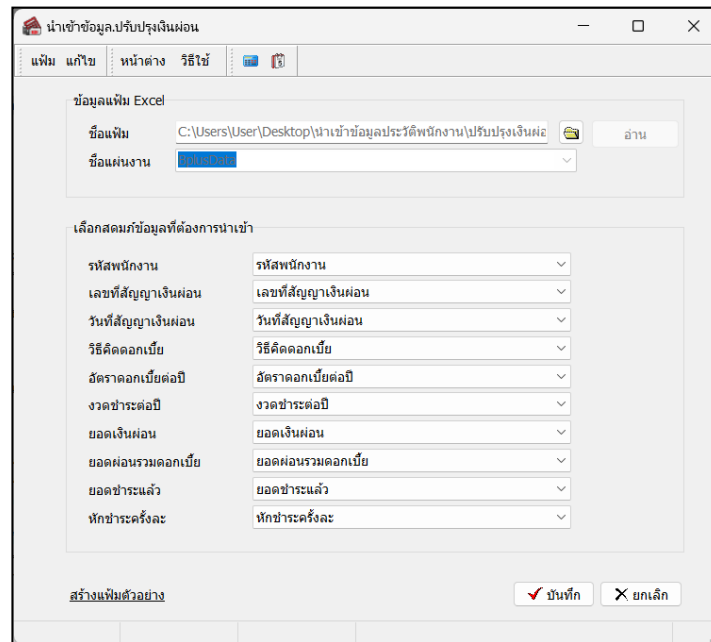 นำเข้าข้อมูล.ปรับปรุงเงินผ่อน
แฟ้ม แก้ไข หน้าต่าง วิธีใช้
ข้อมูลแฟ้ม Excel
ชื่อแฟ้ม C:\Users\User\Desktop\นำเข้าข้อมูลประวัติพนักงาน\ปรับปรุงเงินผ่อ อ่าน
ชื่อแผ่นงาน BplusData
เลือกสดมภ์ข้อมูลที่ต้องการนำเข้า
รหัสพนักงาน รหัสพนักงาน
เลขที่สัญญาเงินผ่อน เลขที่สัญญาเงินผ่อน
วันที่สัญญาเงินผ่อน วันที่สัญญาเงินผ่อน
วิธีคิดดอกเบี้ย วิธีคิดดอกเบี้ย
อัตราดอกเบี้ยต่อปี อัตราดอกเบี้ยต่อปี
งวดชำระต่อปี งวดชำระต่อปี
ยอดเงินผ่อน ยอดเงินผ่อน
ยอดผ่อนรวมดอกเบี้ย ยอดผ่อนรวมดอกเบี้ย
ยอดชำระแล้ว ยอดชำระแล้ว
หักชำระครั้งละ หักชำระครั้งละ
สร้างแฟ้มตัวอย่าง บันทึก ยกเลิก